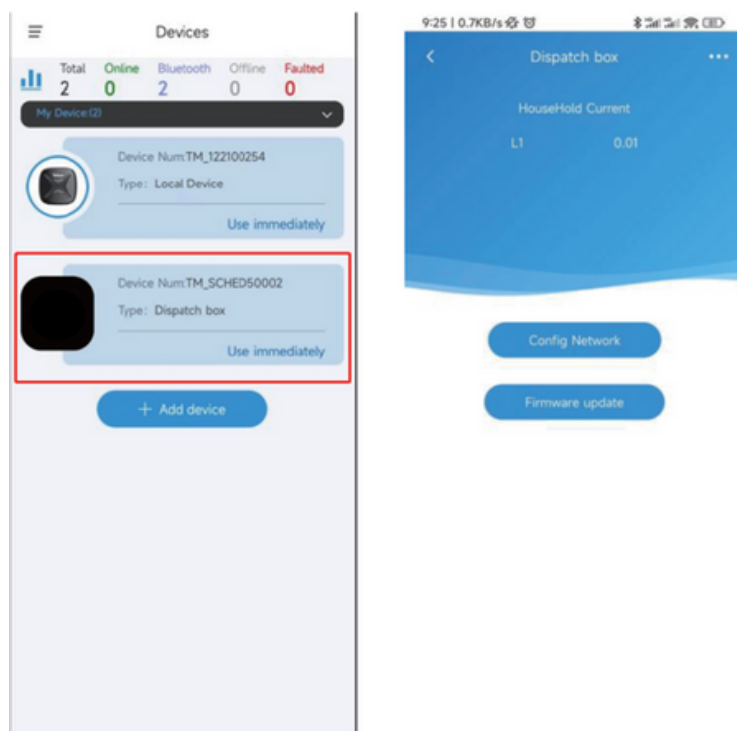 Devices
Total Online Bluetooth Offline Faulted
2 0 2 0 0
My Device:(2)
Device Num:TM_122100254
Type: Local Device
Use immediately
Device Num:TM_SCHED50002
Type: Dispatch box
Use immediately
+ Add device
9:25 | 0.7KB/s
Dispatch box
HouseHold Current
L1 0.01
Config Network
Firmware update